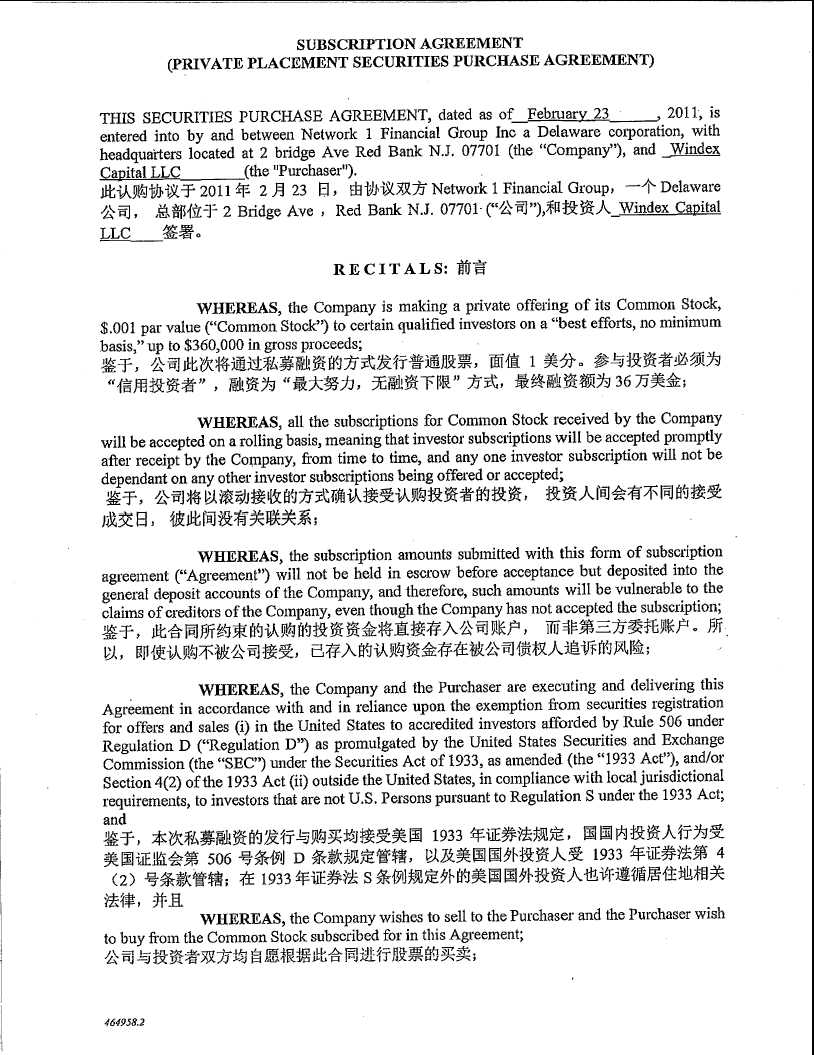 SUBSCRIPTION AGREEMENT
(PRIVATE PLACEMENT SECURITIES PURCHASE AGREEMENT)
THIS SECURITIES PURCHASE AGREEMENT, dated as of February 23 , 2011, is
entered into by and between Network 1 Financial Group Inc a Delaware corporation, with
headquarters located at 2 bridge Ave Red Bank N.J. 07701 (the “Company”), and Windex
Capital LLC (the "Purchaser").
此认购协议于 2011 年 2 月 23 日，由协议双方 Network 1 Financial Group，一个 Delaware
公司， 总部位于 2 Bridge Ave ，Red Bank N.J. 07701 (“公司”),和投资人 Windex Capital
LLC 签署。
R E C I T A L S: 前言
WHEREAS, the Company is making a private offering of its Common Stock,
$.001 par value (“Common Stock”) to certain qualified investors on a “best efforts, no minimum
basis,” up to $360,000 in gross proceeds;
鉴于，公司此次将通过私募融资的方式发行普通股票，面值 1 美分。参与投资者必须为
“信用投资者”，融资为“最大努力，无融资下限”方式，最终融资额为 36 万美金；
WHEREAS, all the subscriptions for Common Stock received by the Company
will be accepted on a rolling basis, meaning that investor subscriptions will be accepted promptly
after receipt by the Company, from time to time, and any one investor subscription will not be
dependant on any other investor subscriptions being offered or accepted;
鉴于，公司将以滚动接收的方式确认接受认购投资者的投资， 投资人间会有不同的接受
成交日， 彼此间没有关联关系；
WHEREAS, the subscription amounts submitted with this form of subscription
agreement (“Agreement”) will not be held in escrow before acceptance but deposited into the
general deposit accounts of the Company, and therefore, such amounts will be vulnerable to the
claims of creditors of the Company, even though the Company has not accepted the subscription;
鉴于，此合同所约束的认购的投资资金将直接存入公司账户， 而非第三方委托账户。所
以，即使认购不被公司接受，已存入的认购资金存在被公司债权人追诉的风险；
WHEREAS, the Company and the Purchaser are executing and delivering this
Agreement in accordance with and in reliance upon the exemption from securities registration
for offers and sales (i) in the United States to accredited investors afforded by Rule 506 under
Regulation D (“Regulation D”) as promulgated by the United States Securities and Exchange
Commission (the “SEC”) under the Securities Act of 1933, as amended (the “1933 Act”), and/or
Section 4(2) of the 1933 Act (ii) outside the United States, in compliance with local jurisdictional
requirements, to investors that are not U.S. Persons pursuant to Regulation S under the 1933 Act;
and
鉴于，本次私募融资的发行与购买均接受美国 1933 年证券法规定，国国内投资人行为受
美国证监会第 506 号条例 D 条款规定管辖，以及美国国外投资人受 1933 年证券法第 4
（2）号条款管辖；在 1933 年证券法 S 条例规定外的美国国外投资人也许遵循居住地相关
法律，并且
WHEREAS, the Company wishes to sell to the Purchaser and the Purchaser wish
to buy from the Common Stock subscribed for in this Agreement;
公司与投资者双方均自愿根据此合同进行股票的买卖；
464958.2